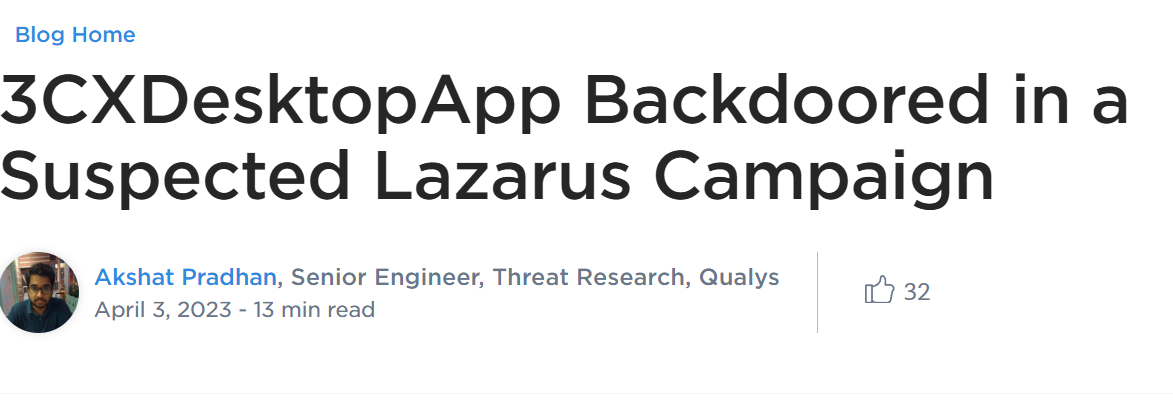 Blog Home
3CXDesktopApp Backdoored in a
Suspected Lazarus Campaign
Akshat Pradhan, Senior Engineer, Threat Research, Qualys
April 3, 2023 - 13 min read
32